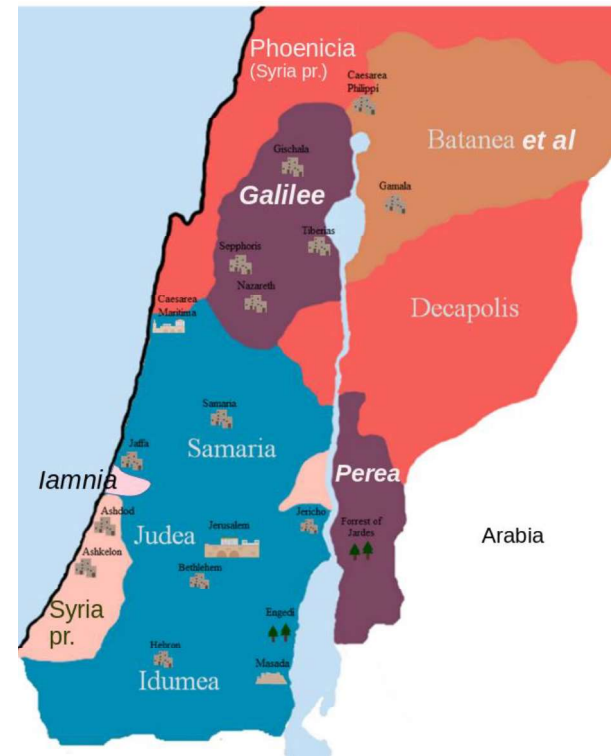 Phoenicia
(Syria pr.)
Caesarea
Philippi
Batanea et al
Gischala
Galilee
Gamala
Tiberias
Sepphoris
Nazareth
Caesarea
Maritima
Decapolis
Samaria
Samaria
Jaffa
Iamnia
Perea
Ashdod
Jericho
Judea
Jerusalem
Forrest of
Jardes
Arabia
Ashkelon
Bethlehem
Syria
pr.
Engedi
Hebron
Masada
Idumea